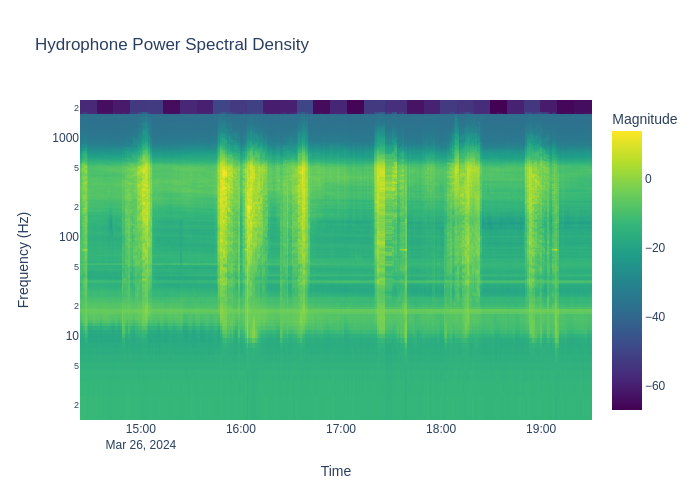 Hydrophone Power Spectral Density
Magnitude
0
−20
−40
−60
2
1000
5
2
100
5
2
10
5
2
Frequency (Hz)
15:00 16:00 17:00 18:00 19:00
Mar 26, 2024
Time